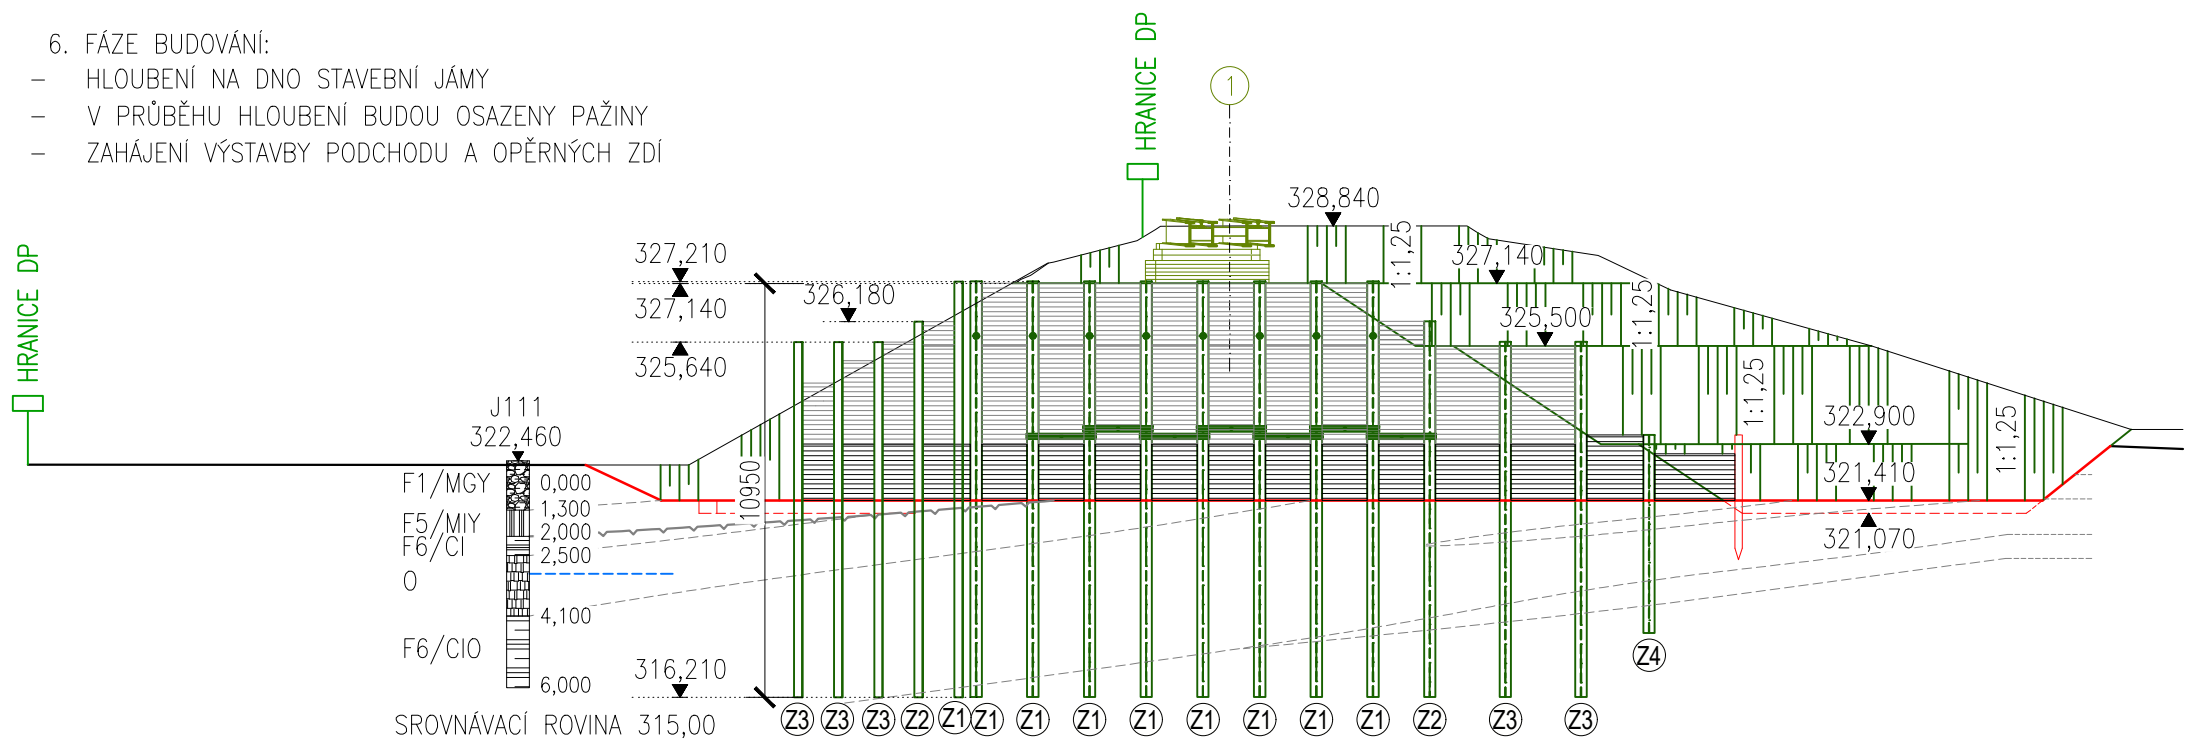 6. FÁZE BUDOVÁNÍ:
- HLOUBENÍ NA DNO STAVEBNÍ JÁMY
- V PRŮBĚHU HLOUBENÍ BUDOU OSAZENY PAŽINY
- ZAHÁJENÍ VÝSTAVBY PODCHODU A OPĚRNÝCH ZDÍ
HRANICE DP
1
HRANICE DP
328,840
1:1,25
327,210
327,140
327,140
326,180
1:1,25
325,500
325,640
1:1,25
J111
322,460
322,900
1:1,25
F1/MGY
0,000
10950
321,410
1,300
F5/MIY
2,000
321,070
F6/CI
2,500
O
4,100
F6/CIO
Z4
316,210
6,000
SROVNÁVACÍ ROVINA 315,00
Z3 Z3 Z3 Z2 Z1 Z1 Z1 Z1 Z1 Z1 Z1 Z1 Z1 Z2 Z3 Z3